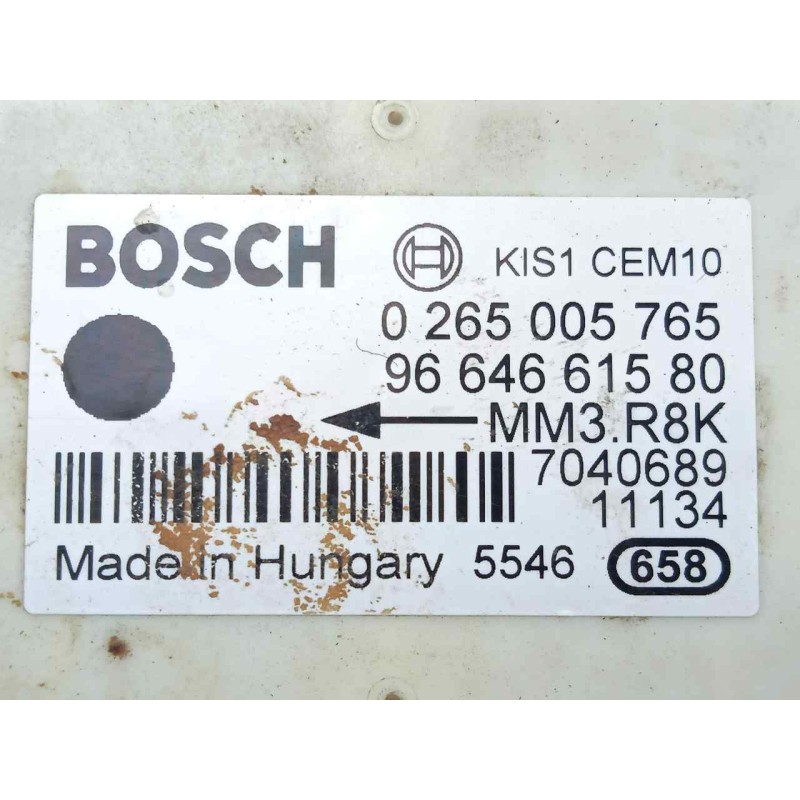 BOSCH KIS1 CEM10
0 265 005 765
96 646 615 80
MM3.R8K
7040689
11134
Made in Hungary 5546 658